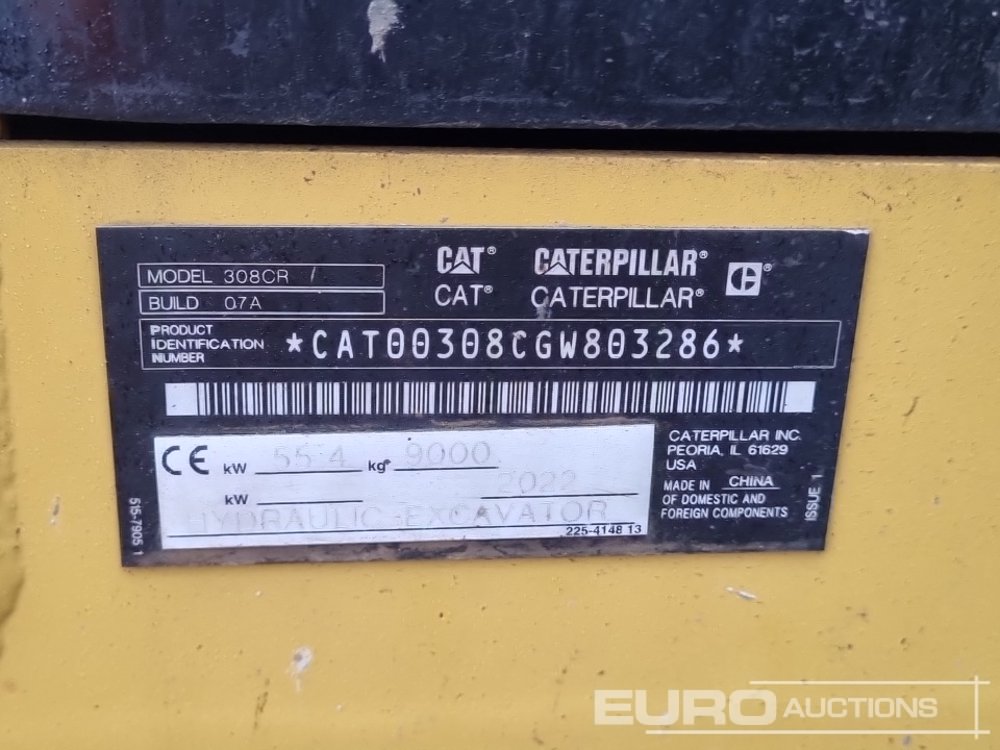 MODEL 308CR
BUILD 07A
CAT® CATERPILLAR®
CAT® CATERPILLAR®
PRODUCT IDENTIFICATION NUMBER *CAT00308CGW803286*
CE kW 55.4 kg 9000
kW 2022
HYDRAULIC EXCAVATOR
225-4148 13
CATERPILLAR INC.
PEORIA, IL 61629
USA
MADE IN CHINA
OF DOMESTIC AND
FOREIGN COMPONENTS
ISSUE 1
515-7905 1
EURO AUCTIONS